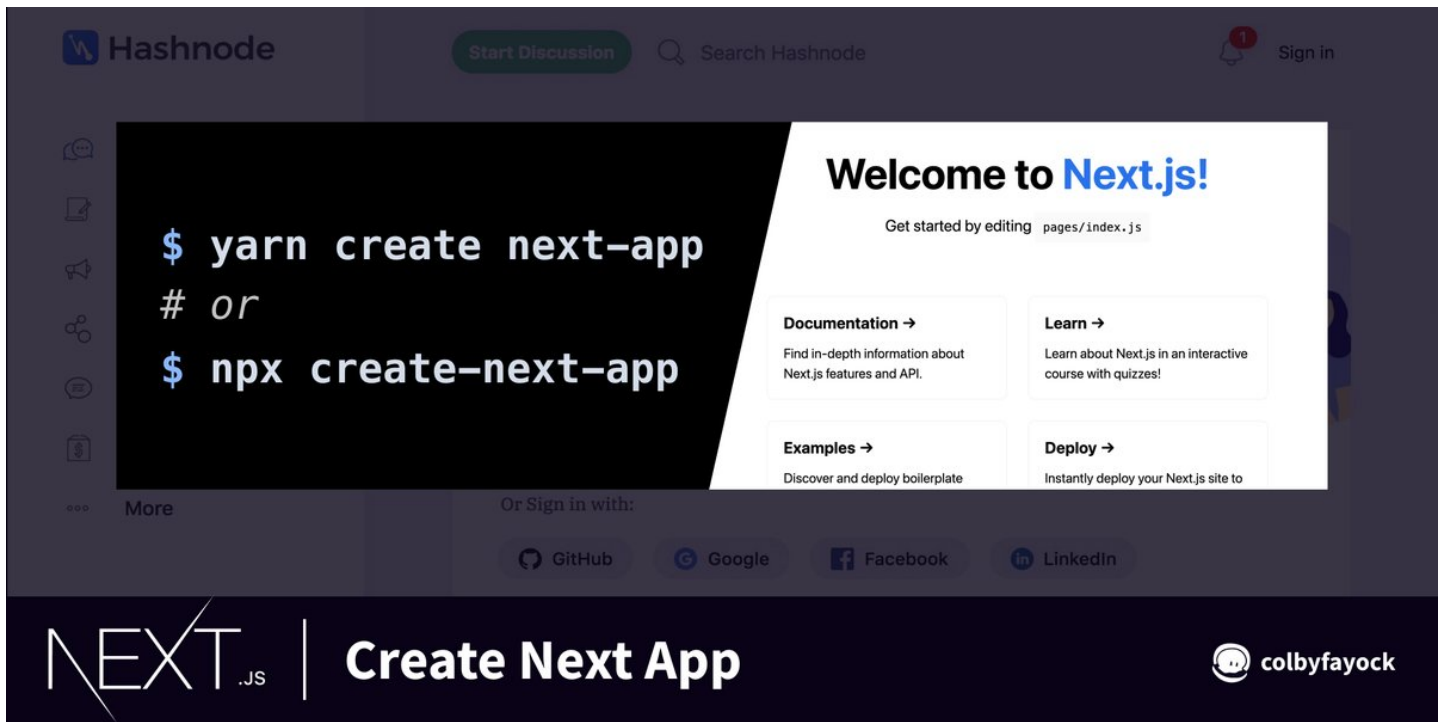 Hashnode
Start Discussion
Search Hashnode
1
Sign in
$ yarn create next-app
# or
$ npx create-next-app
Welcome to Next.js!
Get started by editing pages/index.js
Documentation →
Find in-depth information about
Next.js features and API.
Learn →
Learn about Next.js in an interactive
course with quizzes!
Examples →
Discover and deploy boilerplate
Deploy →
Instantly deploy your Next.js site to
More
Or Sign in with:
GitHub
Google
Facebook
LinkedIn
NEXT.JS
Create Next App
colbyfayock